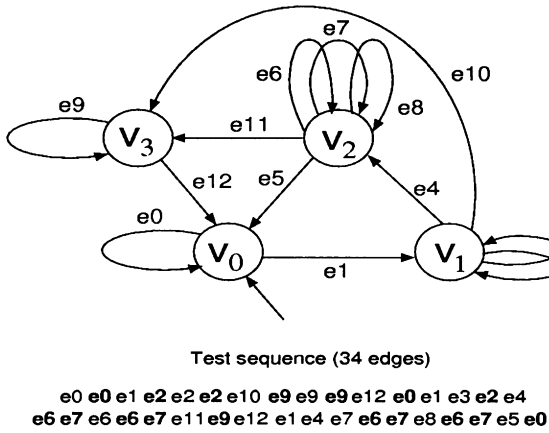 e7
e6
e10
e9
e8
v3
e11
v2
e12
e5
e4
e0
v0
e1
v1
Test sequence (34 edges)
e0 e0 e1 e2 e2 e2 e10 e9 e9 e9 e12 e0 e1 e3 e2 e4
e6 e7 e6 e6 e7 e11 e9 e12 e1 e4 e7 e6 e7 e8 e6 e7 e5 e0